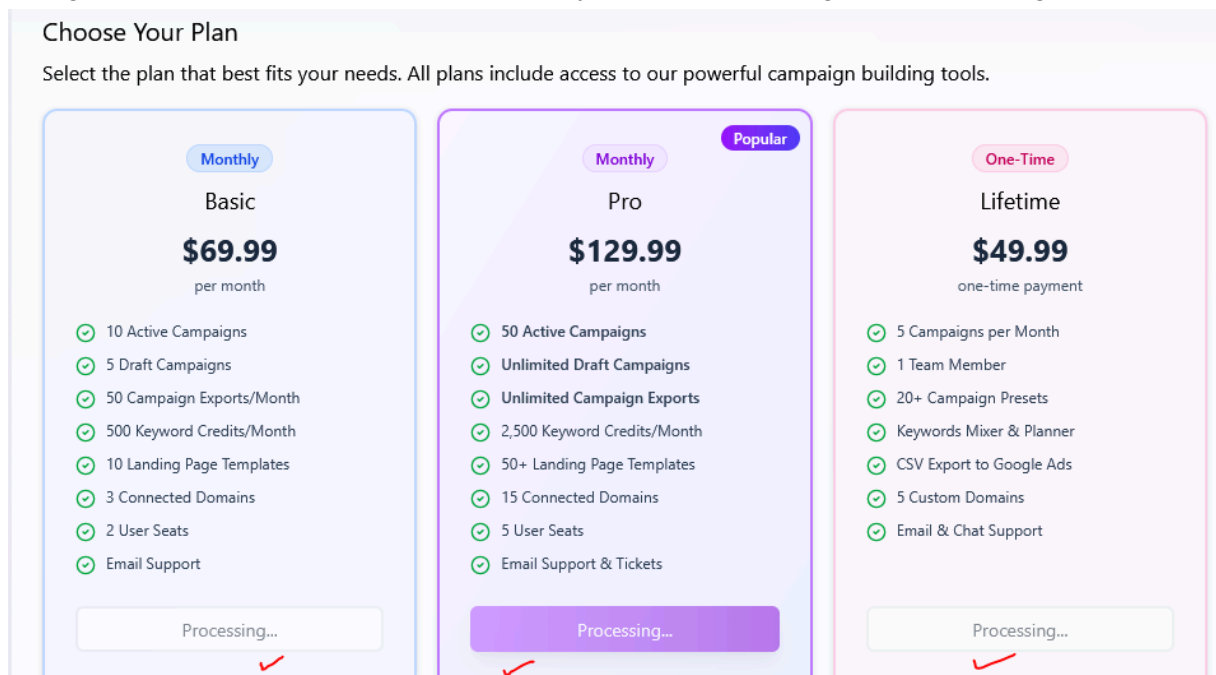 Choose Your Plan
Select the plan that best fits your needs. All plans include access to our powerful campaign building tools.
Monthly
Basic
$69.99
per month
10 Active Campaigns
5 Draft Campaigns
50 Campaign Exports/Month
500 Keyword Credits/Month
10 Landing Page Templates
3 Connected Domains
2 User Seats
Email Support
Processing...
Popular
Monthly
Pro
$129.99
per month
50 Active Campaigns
Unlimited Draft Campaigns
Unlimited Campaign Exports
2,500 Keyword Credits/Month
50+ Landing Page Templates
15 Connected Domains
5 User Seats
Email Support & Tickets
Processing...
One-Time
Lifetime
$49.99
one-time payment
5 Campaigns per Month
1 Team Member
20+ Campaign Presets
Keywords Mixer & Planner
CSV Export to Google Ads
5 Custom Domains
Email & Chat Support
Processing...